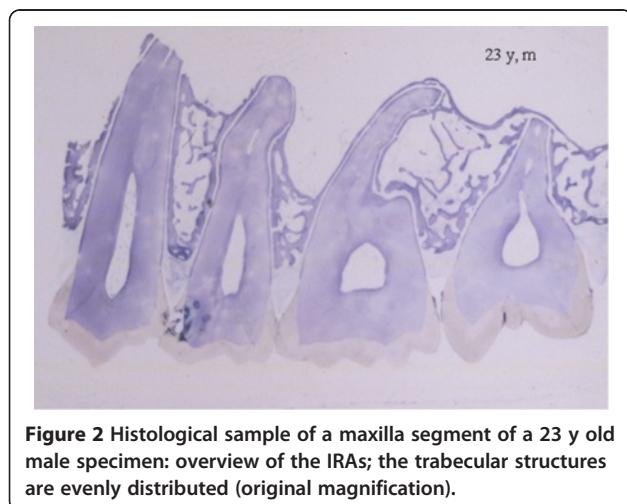 23 y, m
Figure 2 Histological sample of a maxilla segment of a 23 y old
male specimen: overview of the IRAs; the trabecular structures
are evenly distributed (original magnification).